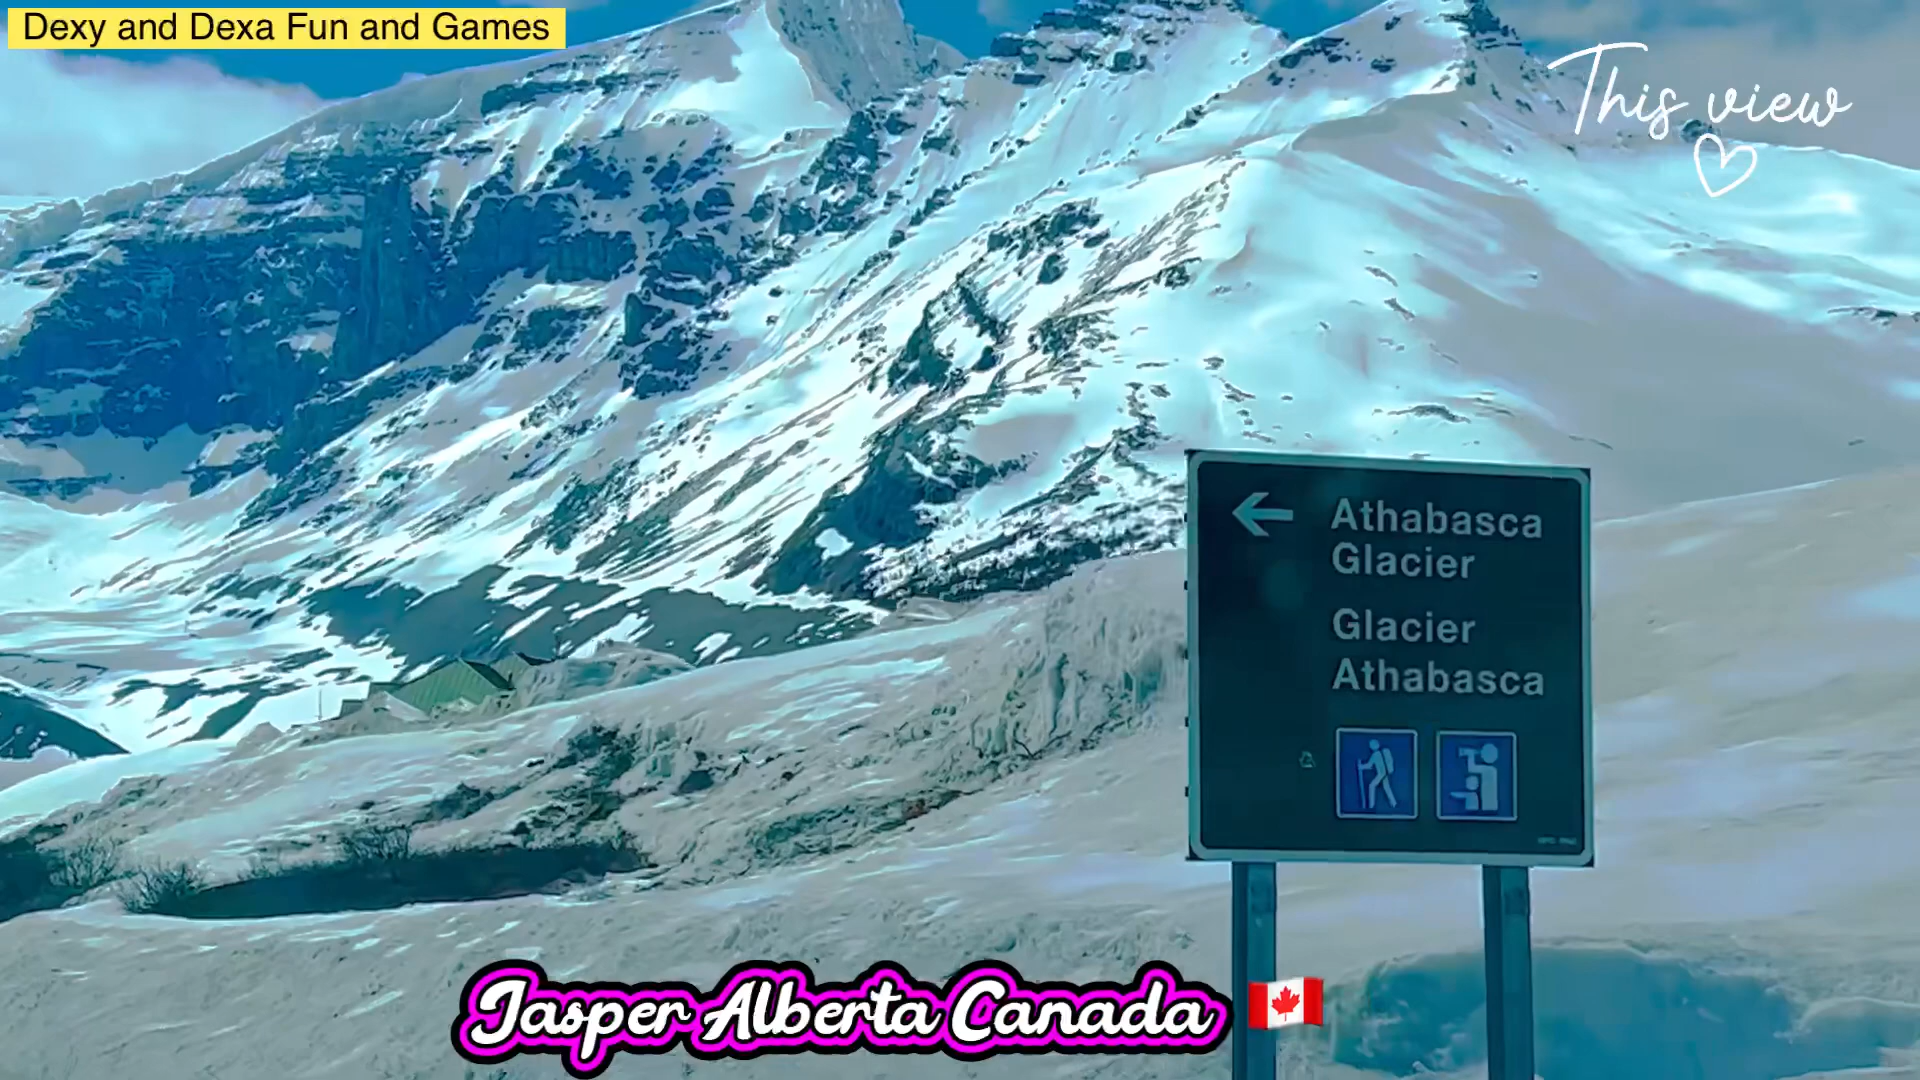 Dexy and Dexa Fun and Games
This view
Athabasca
Glacier
Glacier
Athabasca
Jasper Alberta Canada 🇨🇦